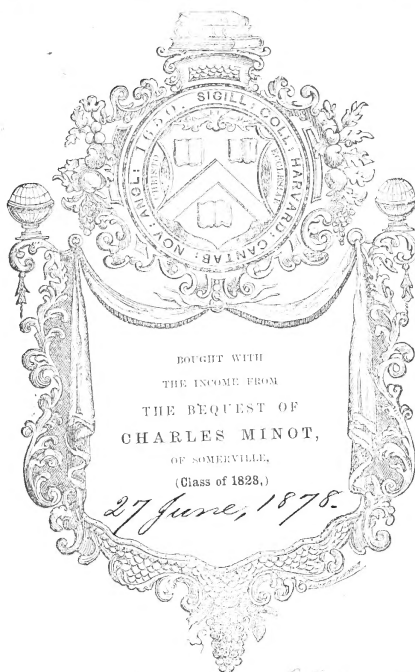 SIGILL: COLL: HARVARD: CANTAB: NOV: ANGL: 1650:
BOUGHT WITH
THE INCOME FROM
THE BEQUEST OF
CHARLES MINOT,
OF SOMERVILLE,
(Class of 1828,)
27 June, 1878.